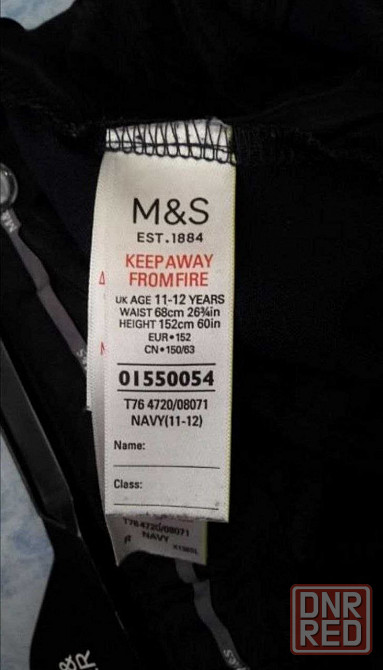 M&S
EST.1884
KEEP AWAY
FROM FIRE
UK AGE 11-12 YEARS
WAIST 68cm 26¾in
HEIGHT 152cm 60in
EUR•152
CN•150/63
01550054
T76 4720/08071
NAVY(11-12)
Name:
Class:
T76 4720/08071
NAVY
DNR
RED